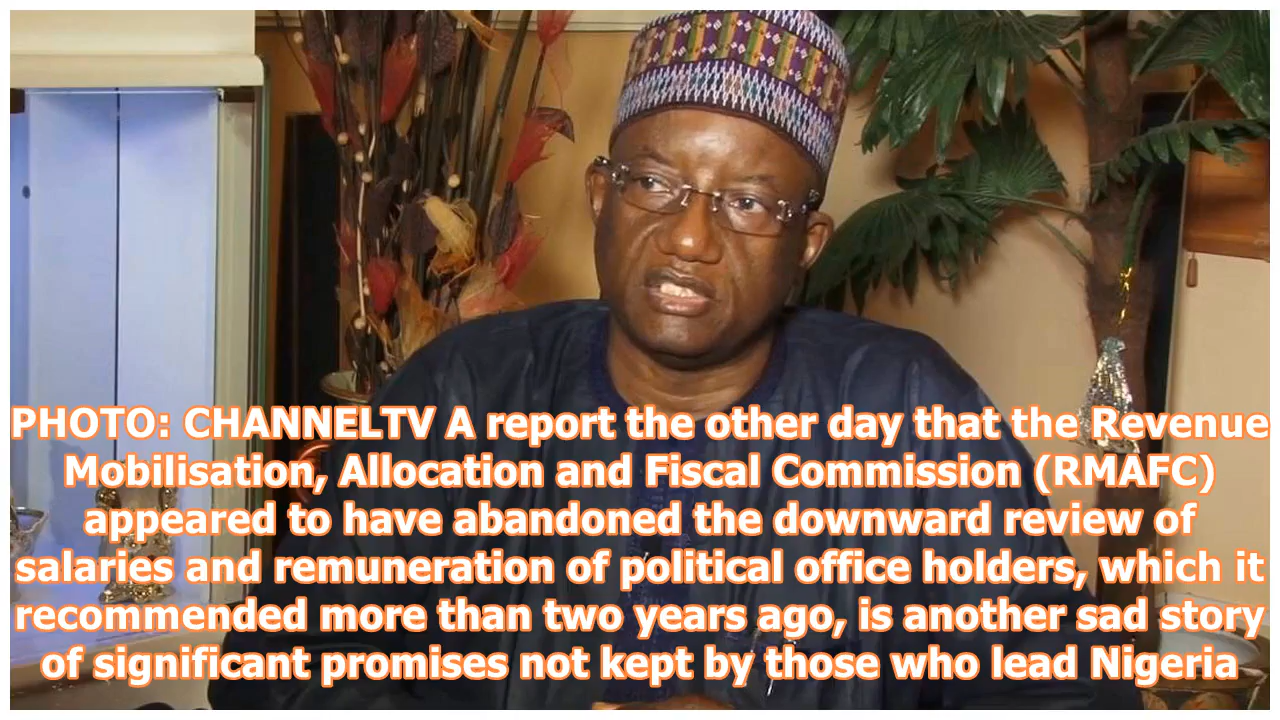 PHOTO: CHANNELTV A report the other day that the Revenue
Mobilisation, Allocation and Fiscal Commission (RMAFC)
appeared to have abandoned the downward review of
salaries and remuneration of political office holders, which it
recommended more than two years ago, is another sad story
of significant promises not kept by those who lead Nigeria